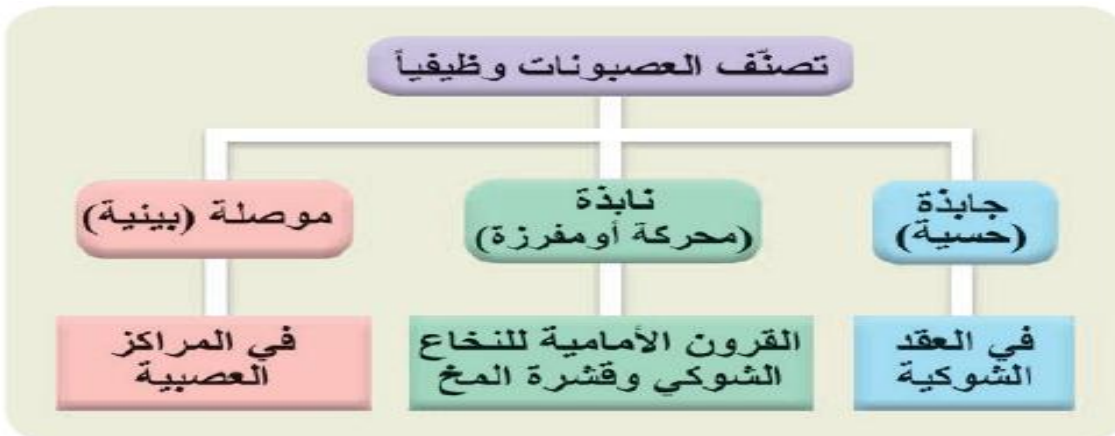 تصنّف العصبونات وظيفياً
جابذة
(حسية)
نابذة
(محركة أومفرزة)
موصلة (بينية)
في العقد
الشوكية
القرون الأمامية للنخاع
الشوكي وقشرة المخ
في المراكز
العصبية